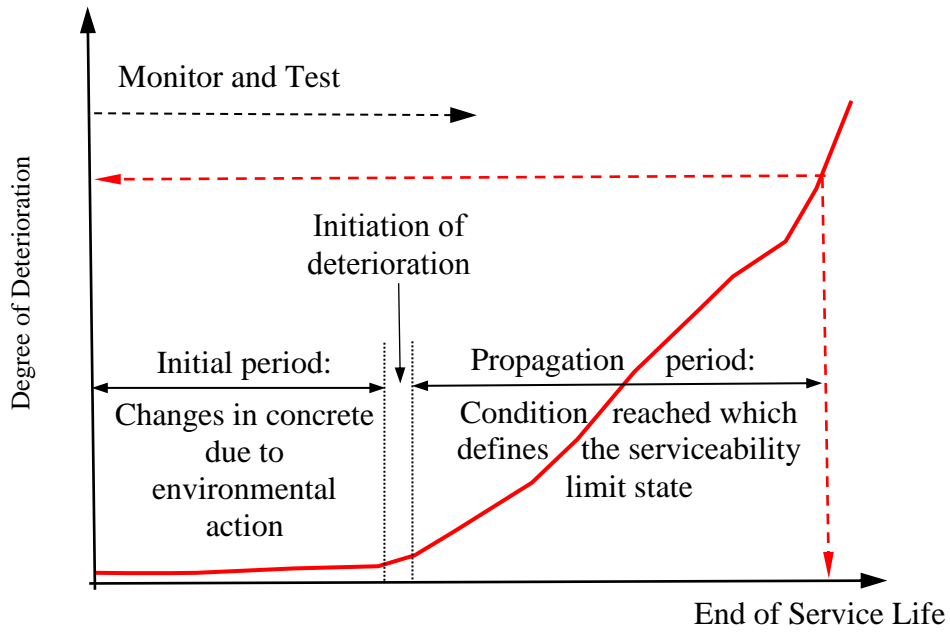 Monitor and Test
Degree of Deterioration
Initiation of
deterioration
Initial period:
Changes in concrete
due to
environmental
action
Propagation period:
Condition reached which
defines the serviceability
limit state
End of Service Life